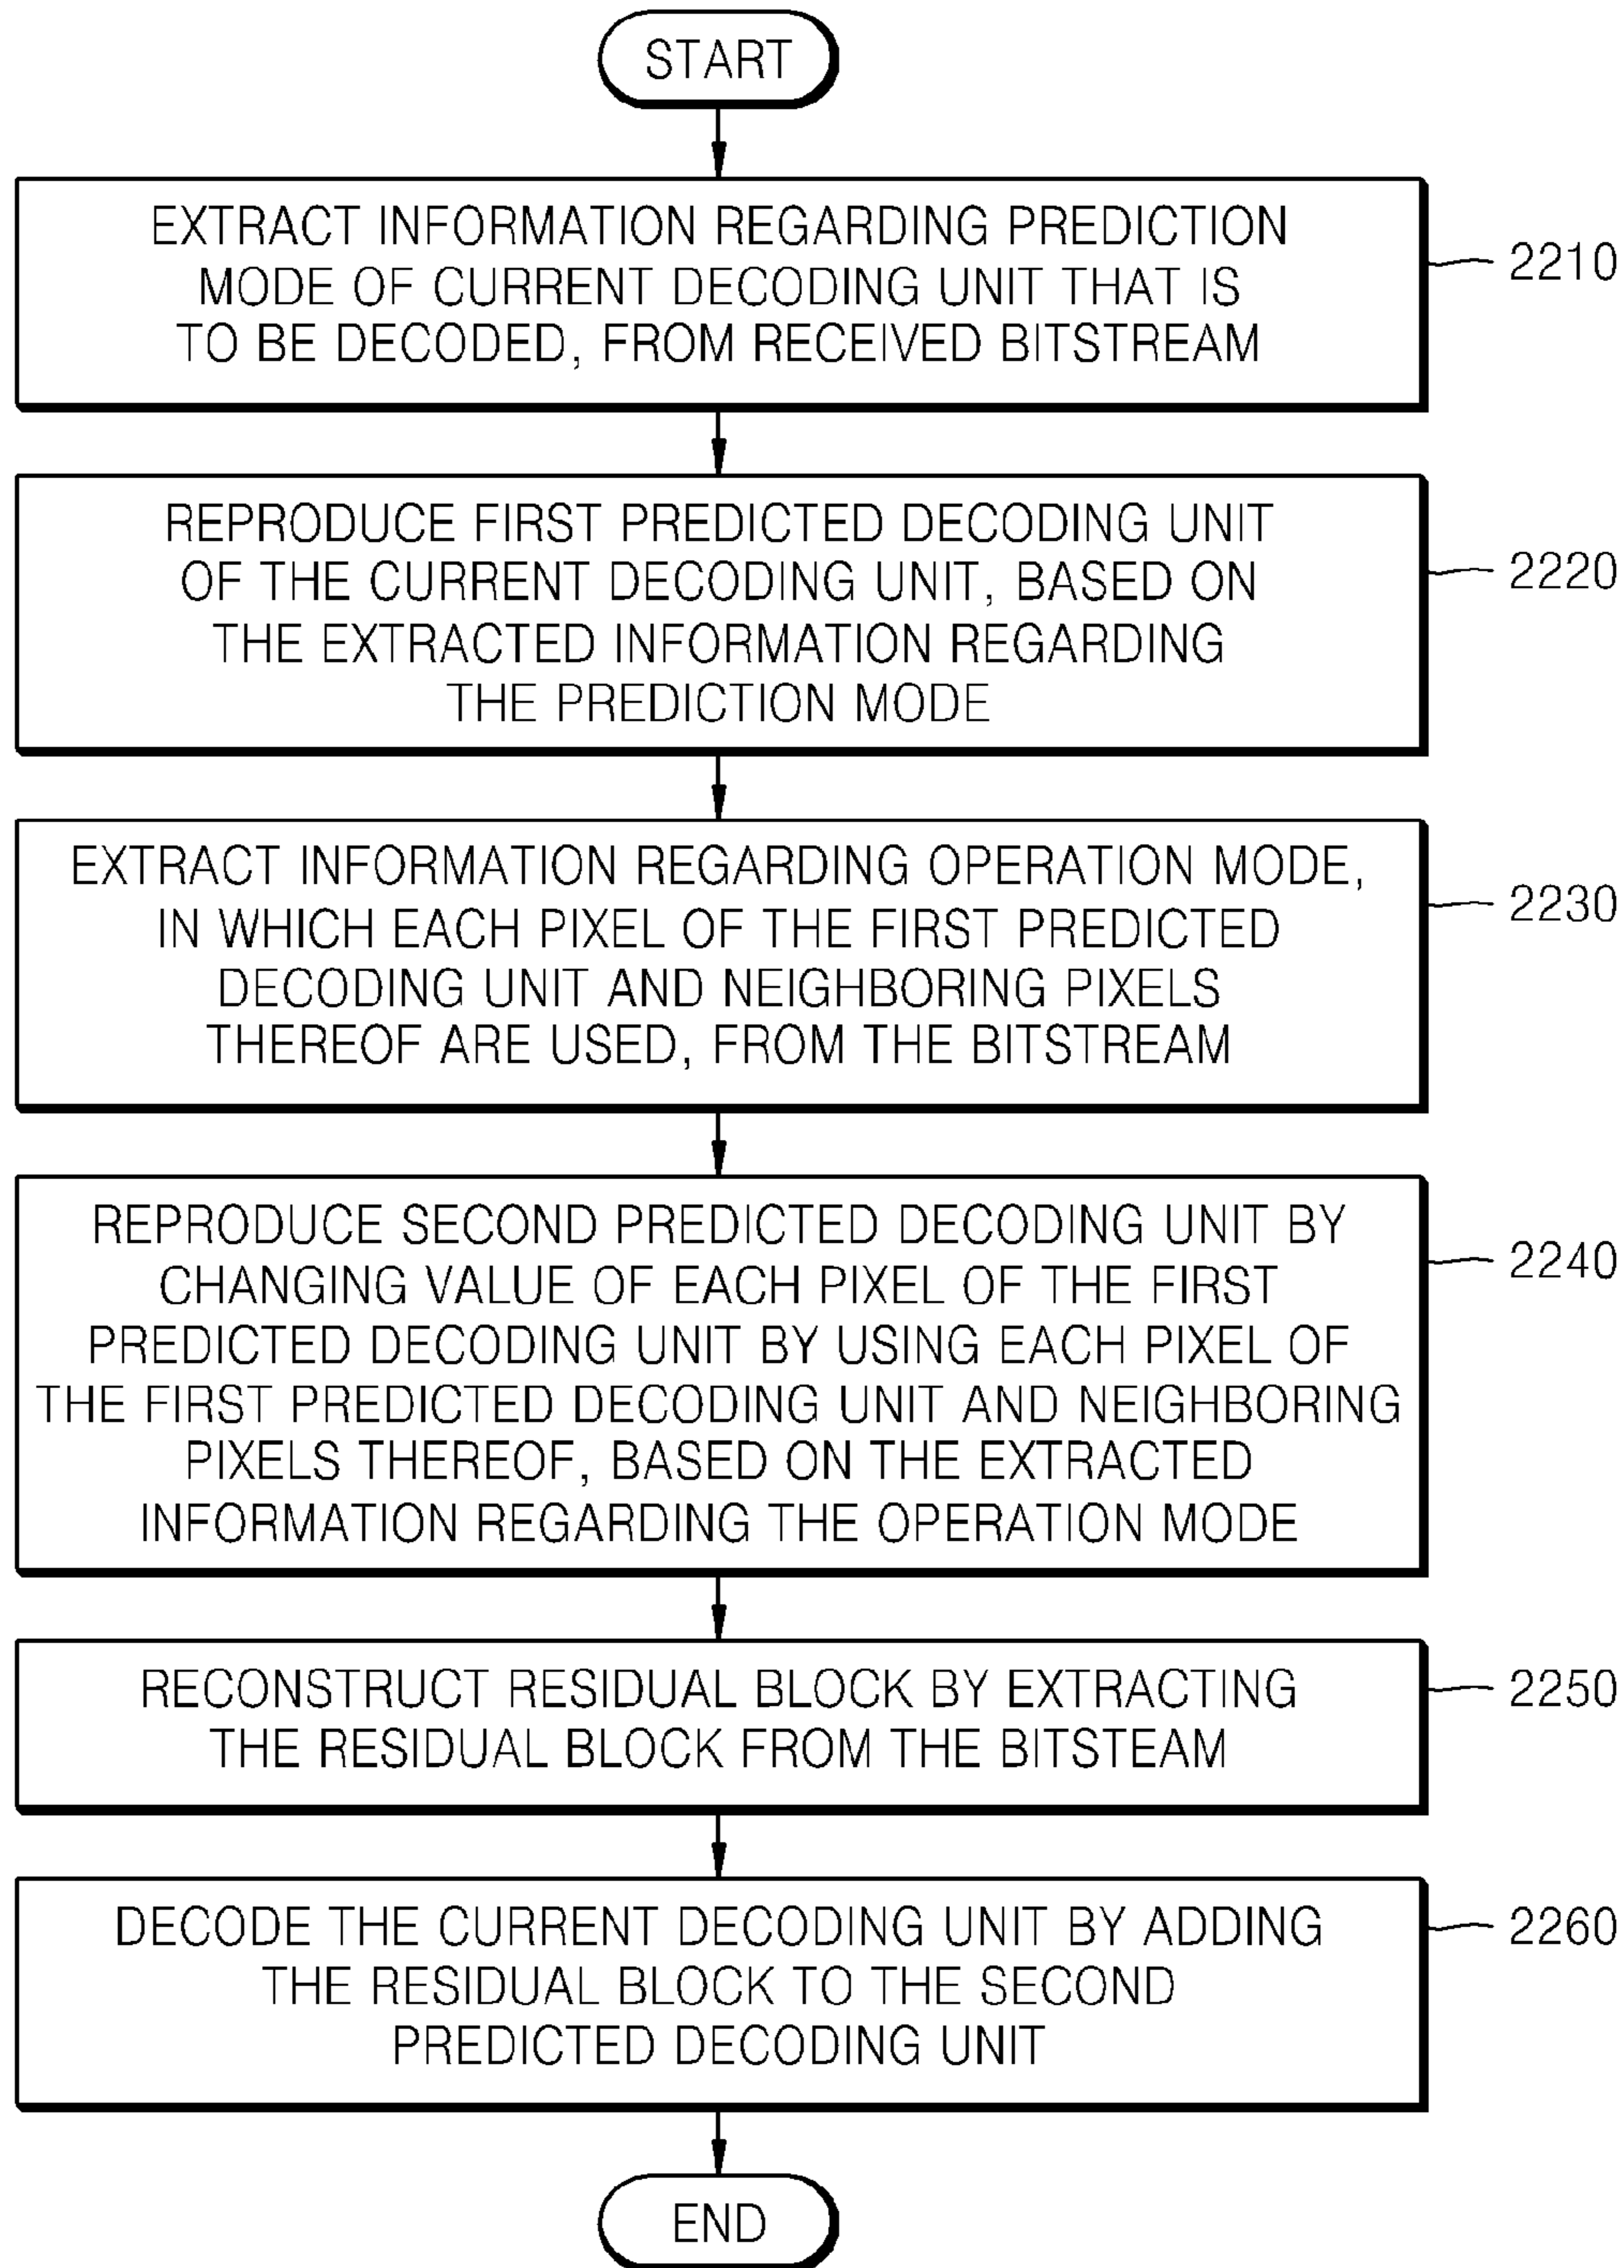 START
EXTRACT INFORMATION REGARDING PREDICTION
MODE OF CURRENT DECODING UNIT THAT IS
TO BE DECODED, FROM RECEIVED BITSTREAM
2210
REPRODUCE FIRST PREDICTED DECODING UNIT
OF THE CURRENT DECODING UNIT, BASED ON
THE EXTRACTED INFORMATION REGARDING
THE PREDICTION MODE
2220
EXTRACT INFORMATION REGARDING OPERATION MODE,
IN WHICH EACH PIXEL OF THE FIRST PREDICTED
DECODING UNIT AND NEIGHBORING PIXELS
THEREOF ARE USED, FROM THE BITSTREAM
2230
REPRODUCE SECOND PREDICTED DECODING UNIT BY
CHANGING VALUE OF EACH PIXEL OF THE FIRST
PREDICTED DECODING UNIT BY USING EACH PIXEL OF
THE FIRST PREDICTED DECODING UNIT AND NEIGHBORING
PIXELS THEREOF, BASED ON THE EXTRACTED
INFORMATION REGARDING THE OPERATION MODE
2240
RECONSTRUCT RESIDUAL BLOCK BY EXTRACTING
THE RESIDUAL BLOCK FROM THE BITSTEAM
2250
DECODE THE CURRENT DECODING UNIT BY ADDING
THE RESIDUAL BLOCK TO THE SECOND
PREDICTED DECODING UNIT
2260
END